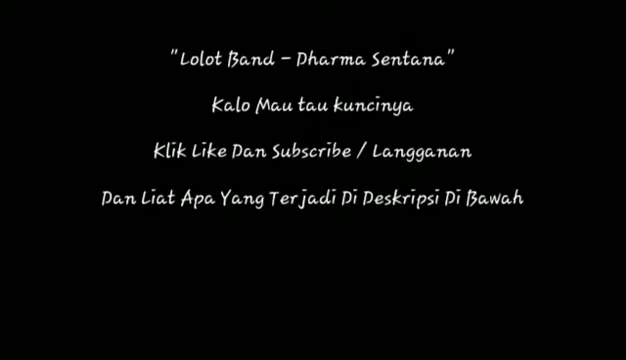 "Lolot Band - Dharma Sentana"
Kalo Mau tau kuncinya
Klik Like Dan Subscribe / Langganan
Dan Liat Apa Yang Terjadi Di Deskripsi Di Bawah